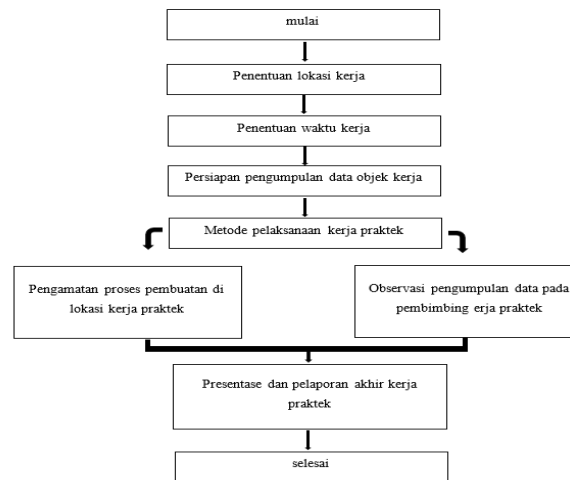 mulai
Penentuan lokasi kerja
Penentuan waktu kerja
Persiapan pengumpulan data objek kerja
Metode pelaksanaan kerja praktek
Pengamatan proses pembuatan di
lokasi kerja praktek
Observasi pengumpulan data pada
pembimbing erja praktek
Presentase dan pelaporan akhir kerja
praktek
selesai